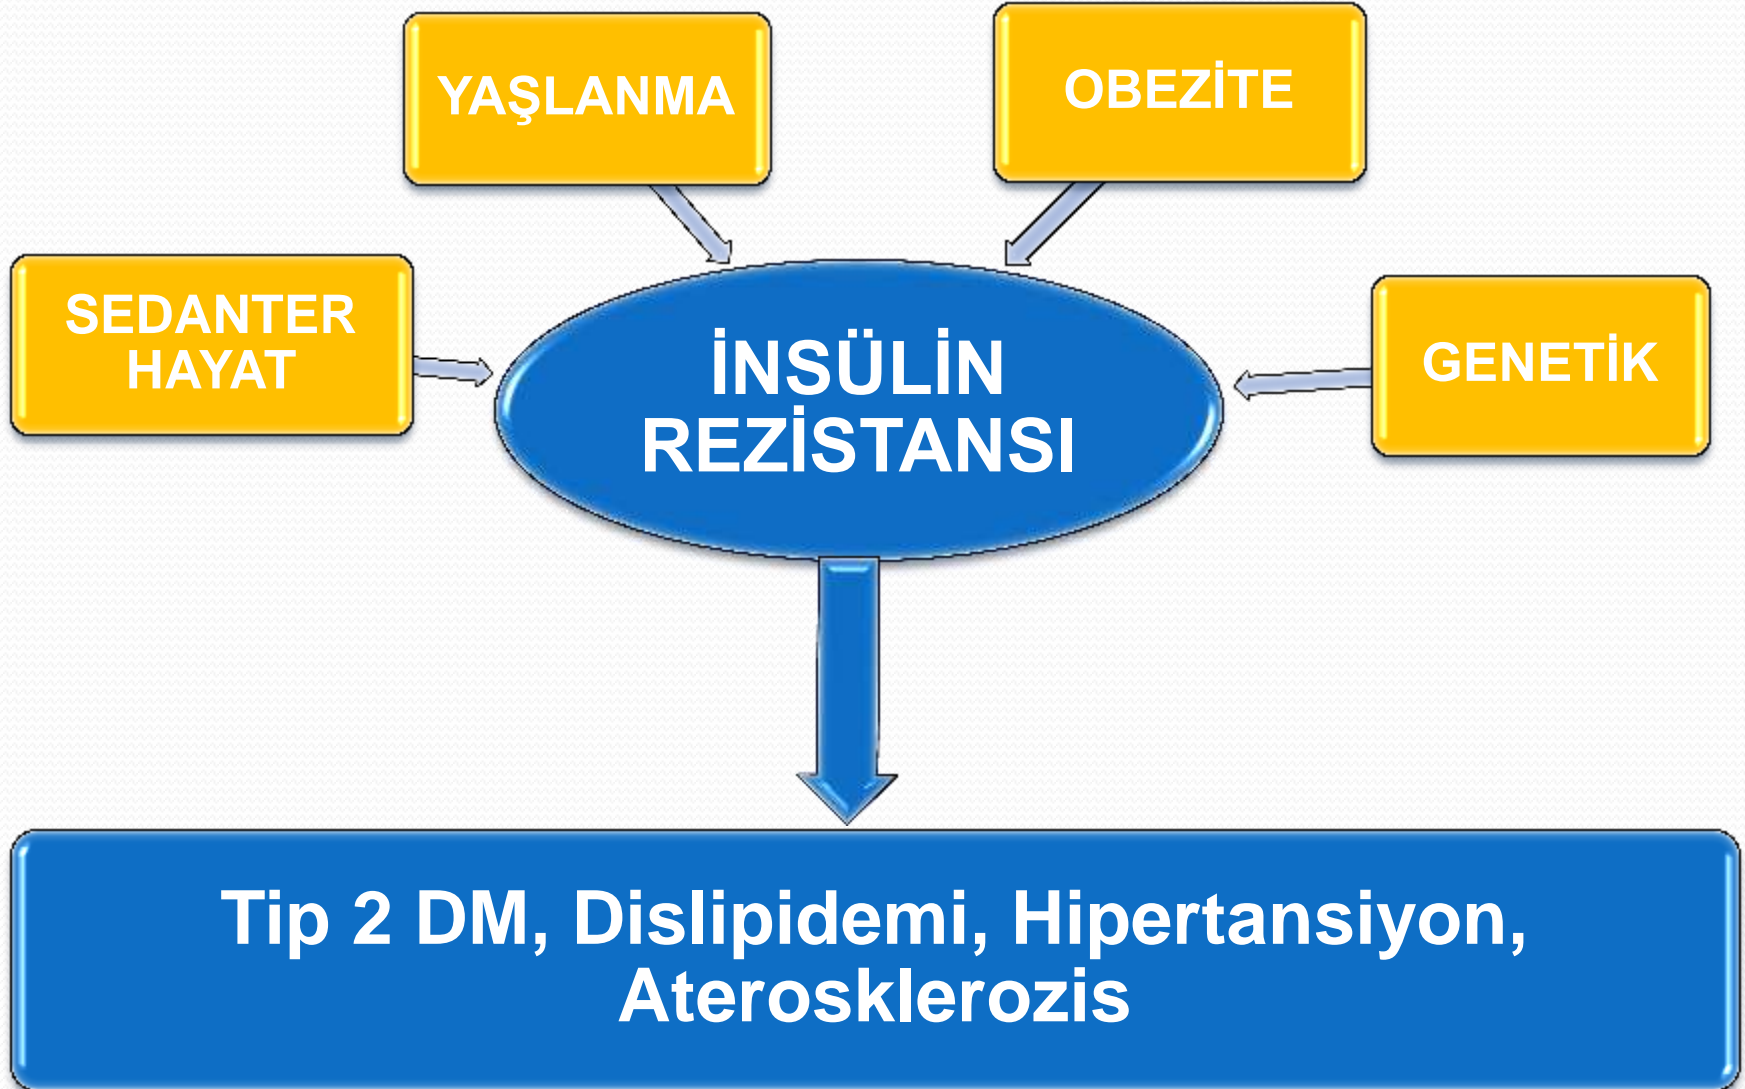 YAŞLANMA
OBEZİTE
SEDANTER
HAYAT
İNSÜLİN
REZİSTANSI
GENETİK
Tip 2 DM, Dislipidemi, Hipertansiyon,
Aterosklerozis